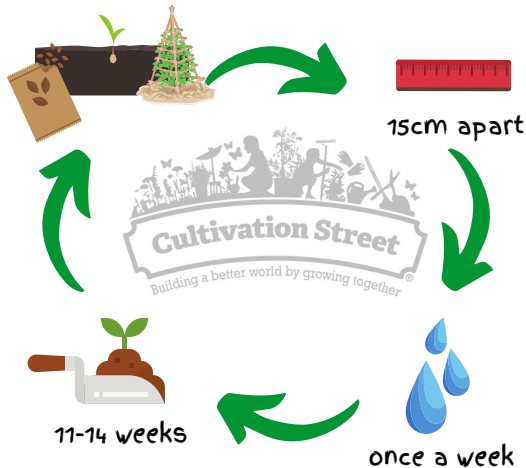 15cm apart
Cultivation Street
®
Building a better world by growing together
11-14 weeks
once a week